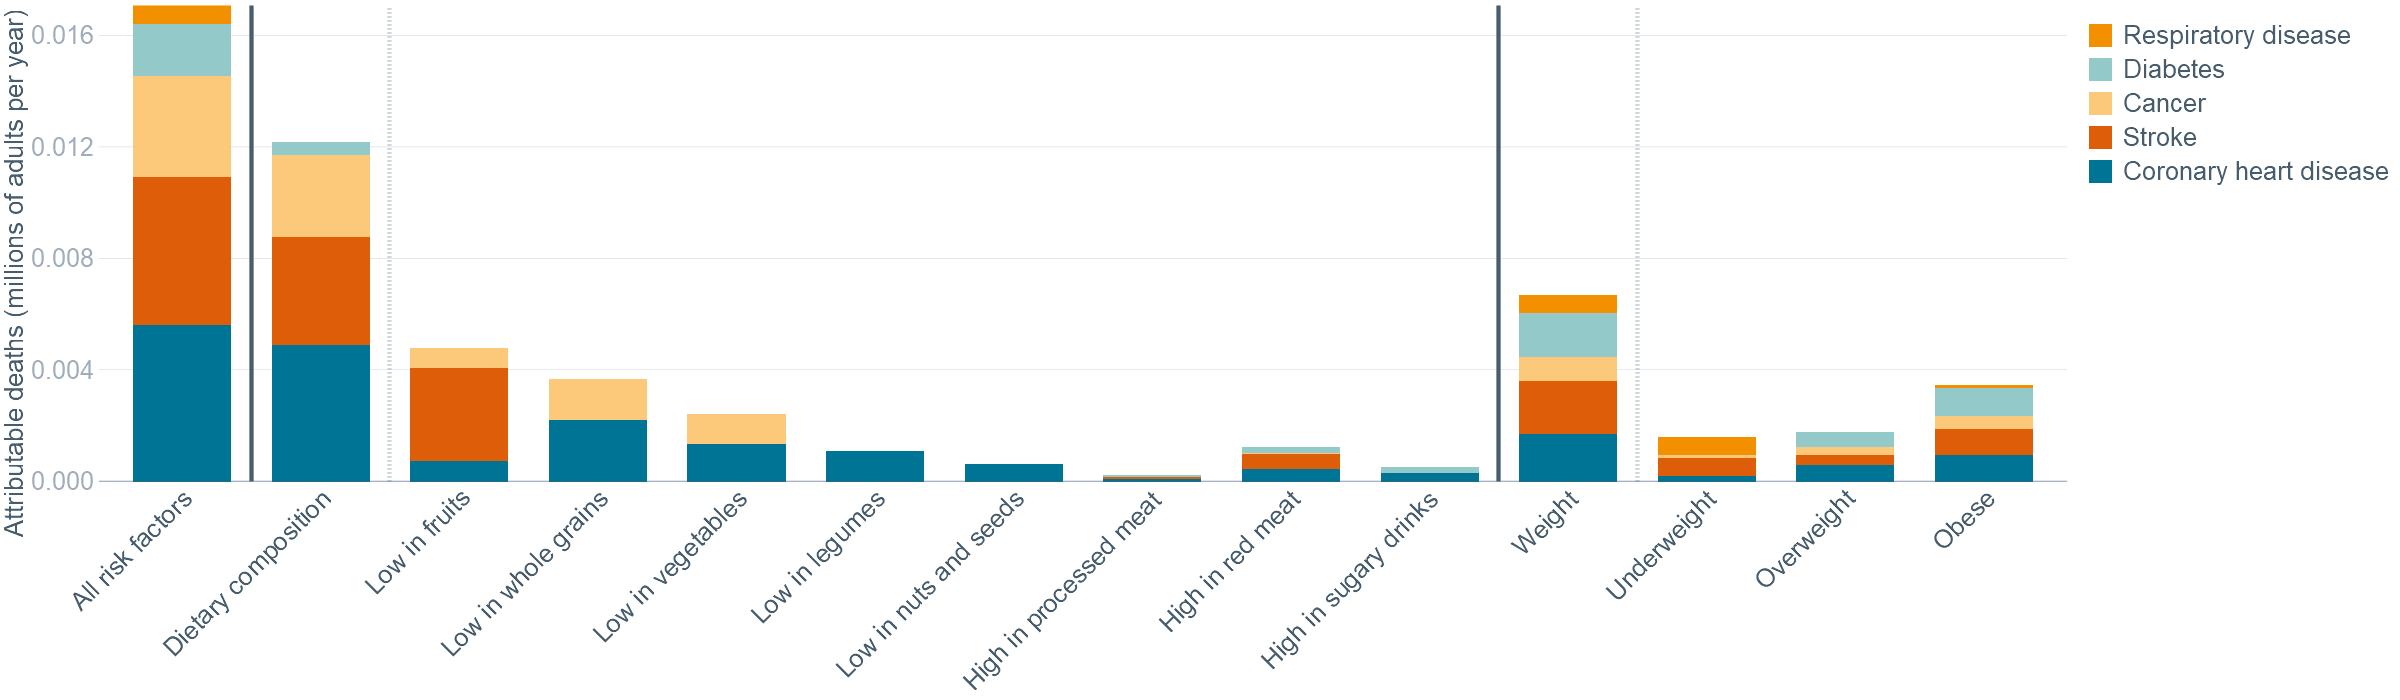 Attributable deaths (millions of adults per year)
0.016
0.012
0.008
0.004
0.000
All risk factors
Dietary composition
Low in fruits
Low in whole grains
Low in vegetables
Low in legumes
Low in nuts and seeds
High in processed meat
High in red meat
High in sugary drinks
Weight
Underweight
Overweight
Obese
Respiratory disease
Diabetes
Cancer
Stroke
Coronary heart disease